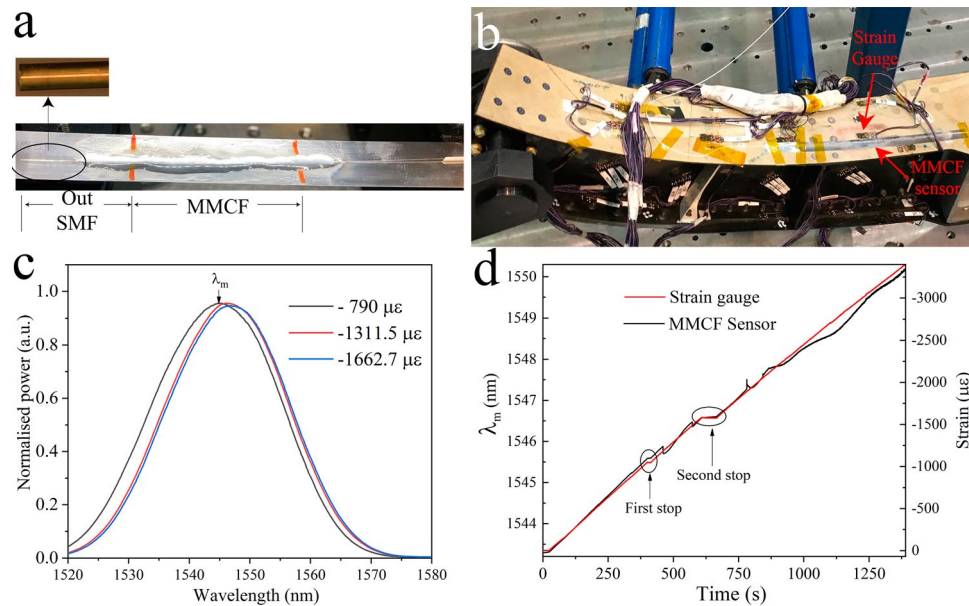 a
Out
SMF
MMCF
b
Strain
Gauge
MMCF
sensor
c
λm
- 790 με
-1311.5 με
-1662.7 με
Normalised power (a.u.)
1.0
0.8
0.6
0.4
0.2
0.0
1520 1530 1540 1550 1560 1570 1580
Wavelength (nm)
d
Strain gauge
MMCF Sensor
λm (nm)
1550
1549
1548
1547
1546
1545
1544
First stop
Second stop
-3000
-2500
-2000
-1500
-1000
-500
0
Strain (με)
0 250 500 750 1000 1250
Time (s)